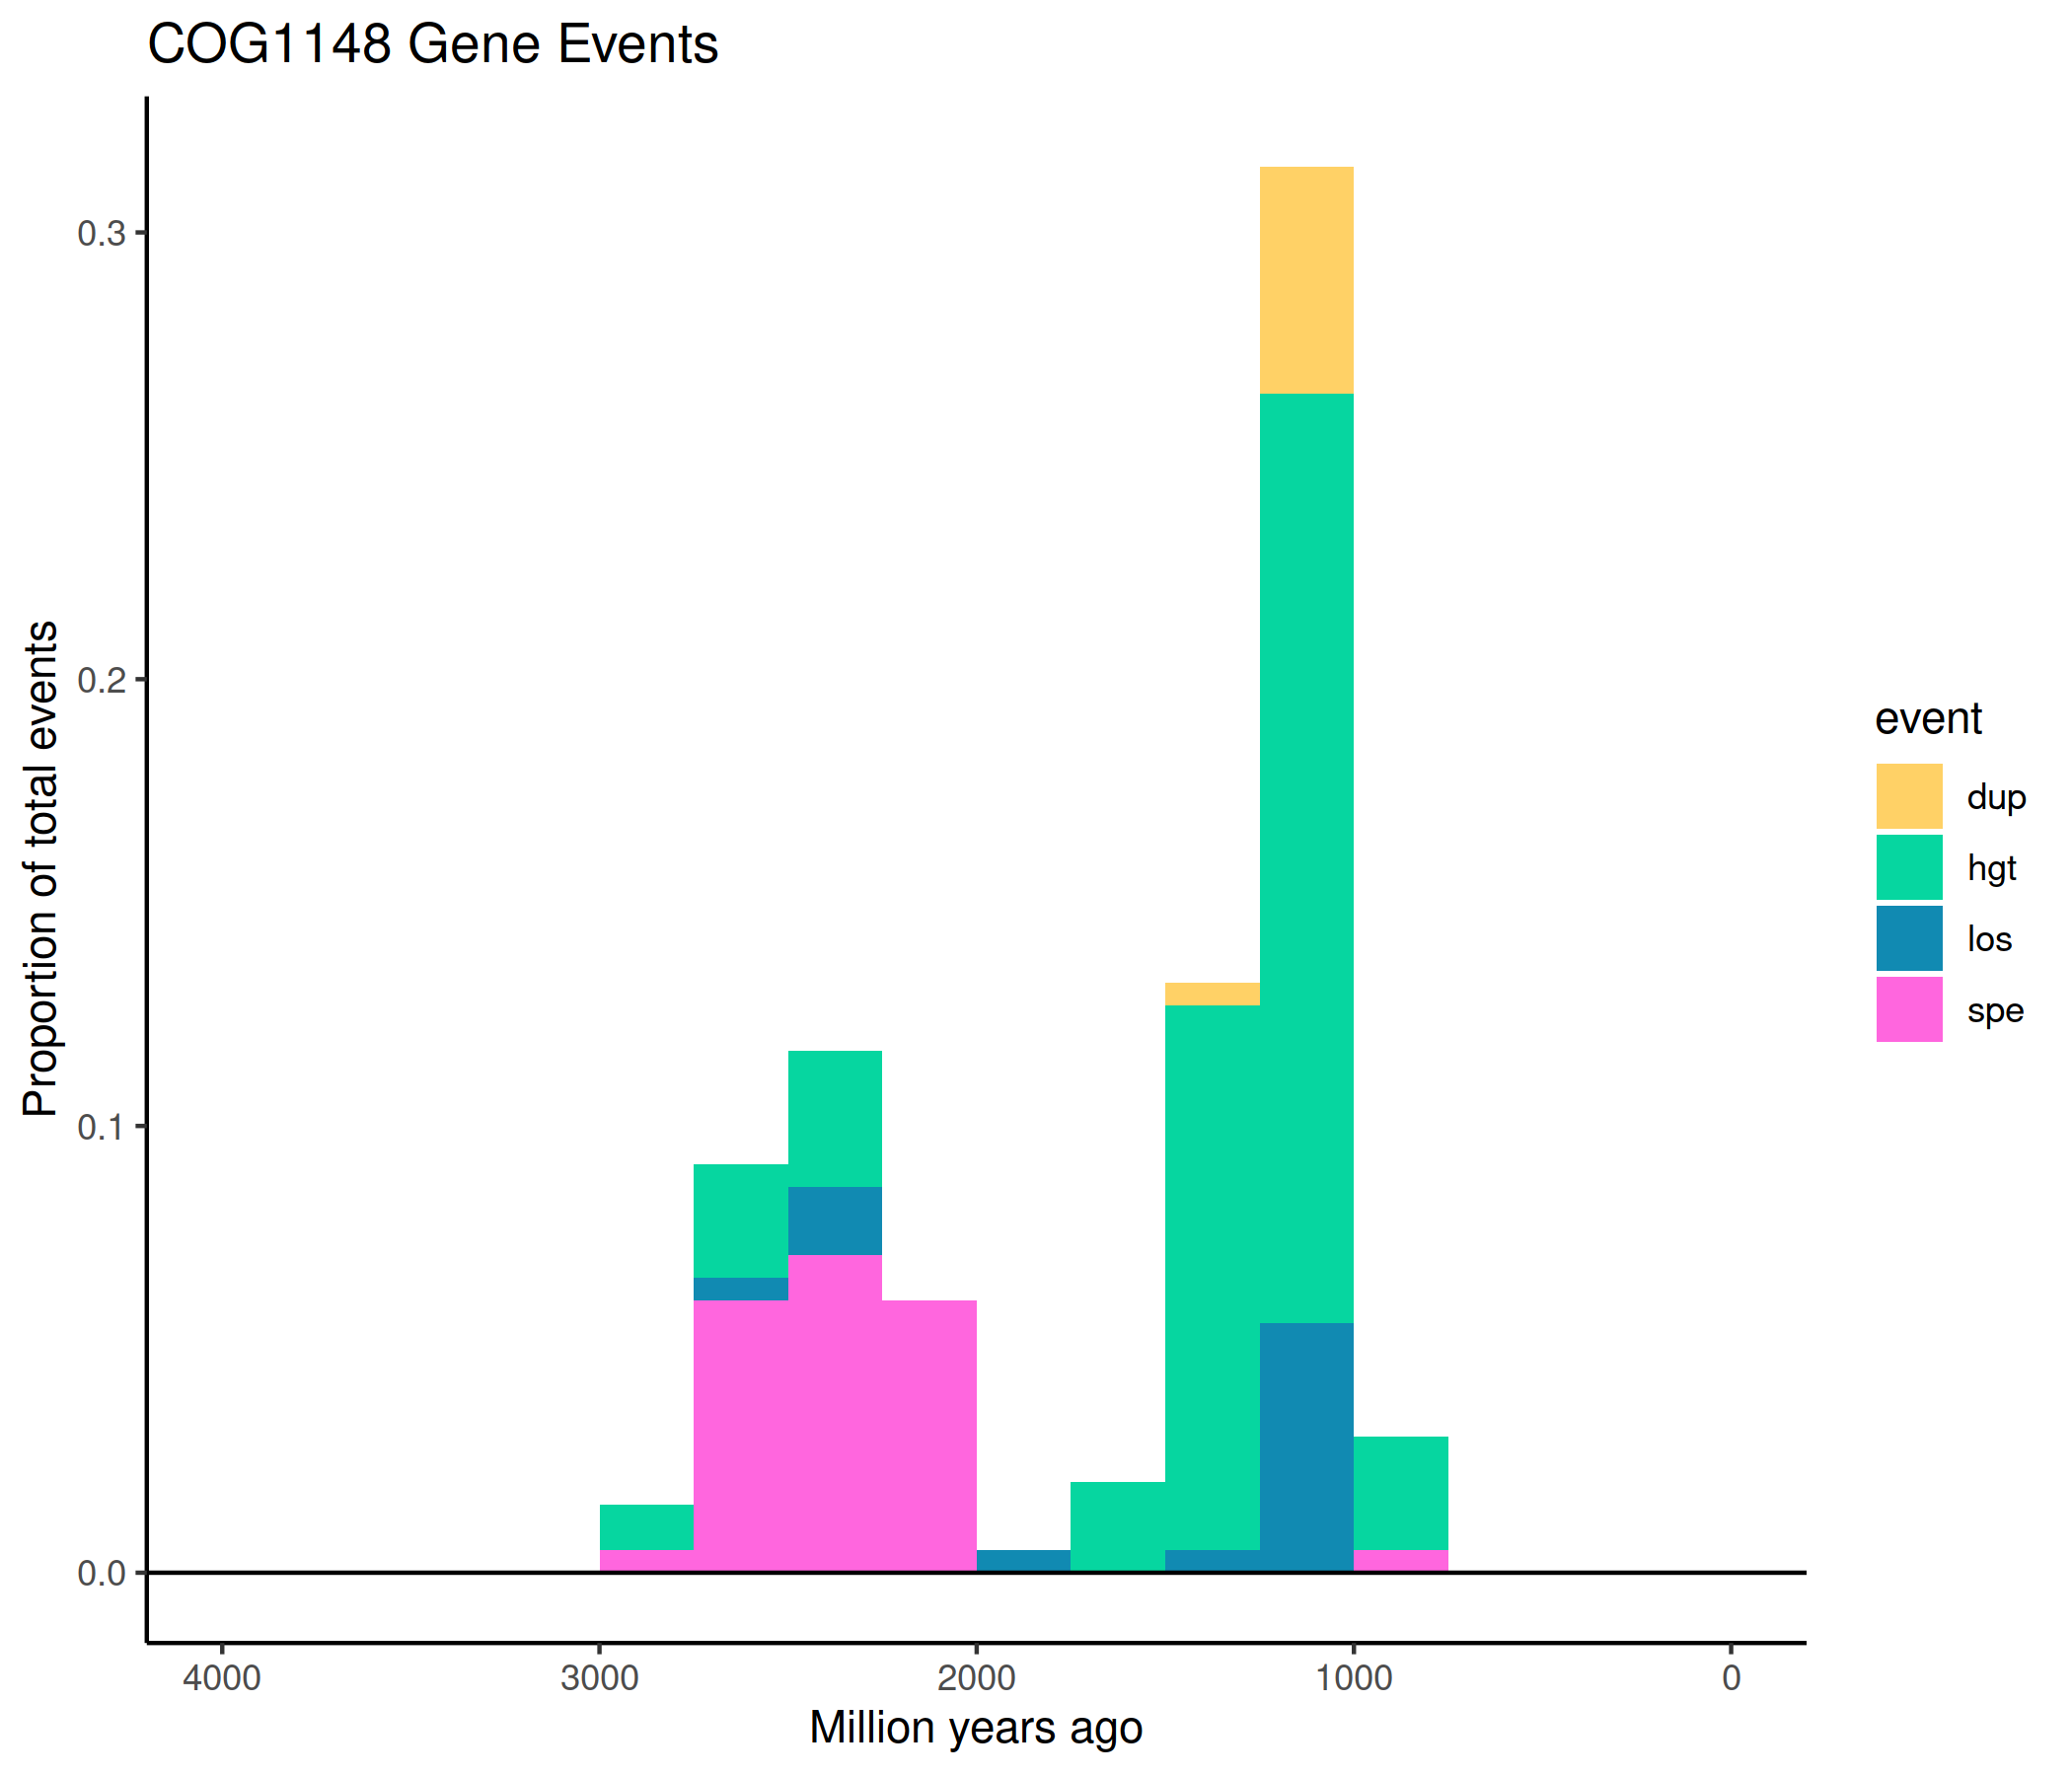 COG1148 Gene Events
Proportion of total events
0.3
0.2
0.1
0.0
4000 3000 2000 1000 0
Million years ago
event
dup
hgt
los
spe